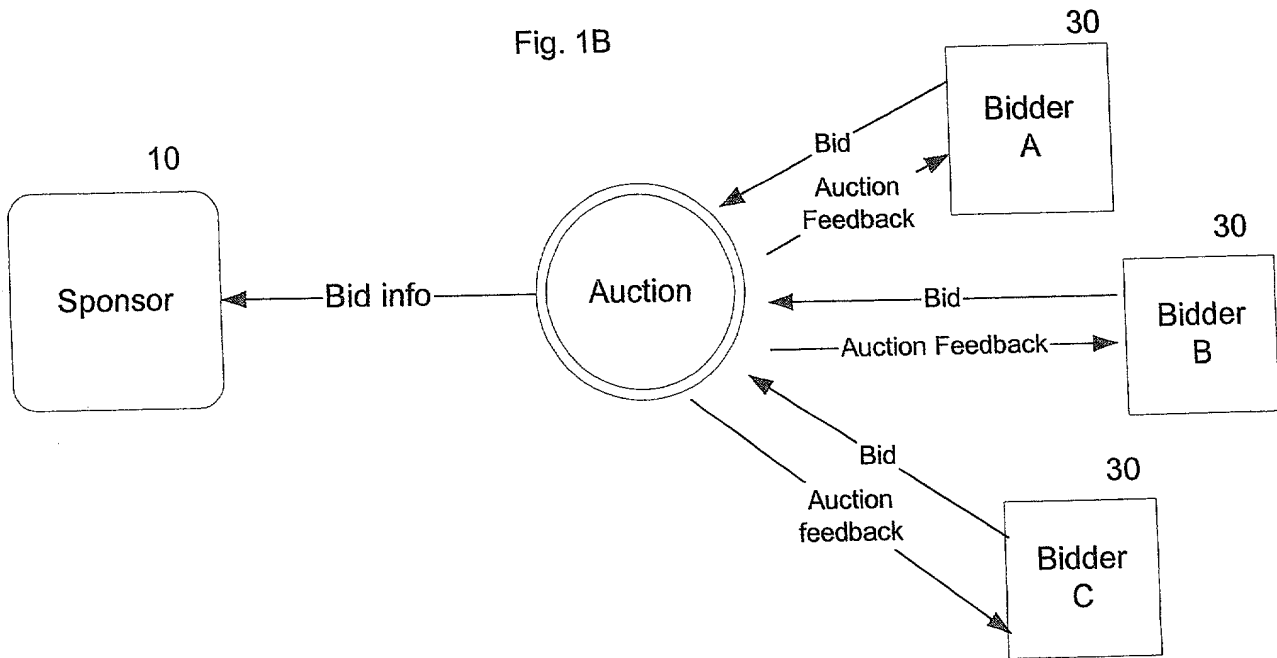 Fig. 1B
30
Bidder
A
Bid
Auction
Feedback
10
Sponsor
Bid info
Auction
30
Bidder
B
Bid
Auction Feedback
30
Bidder
C
Bid
Auction
feedback